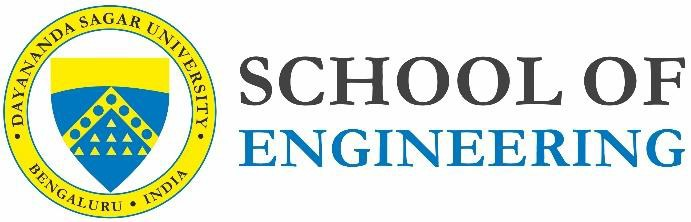 • DAYANANDA SAGAR UNIVERSITY •
BENGALURU • INDIA
SCHOOL OF
ENGINEERING